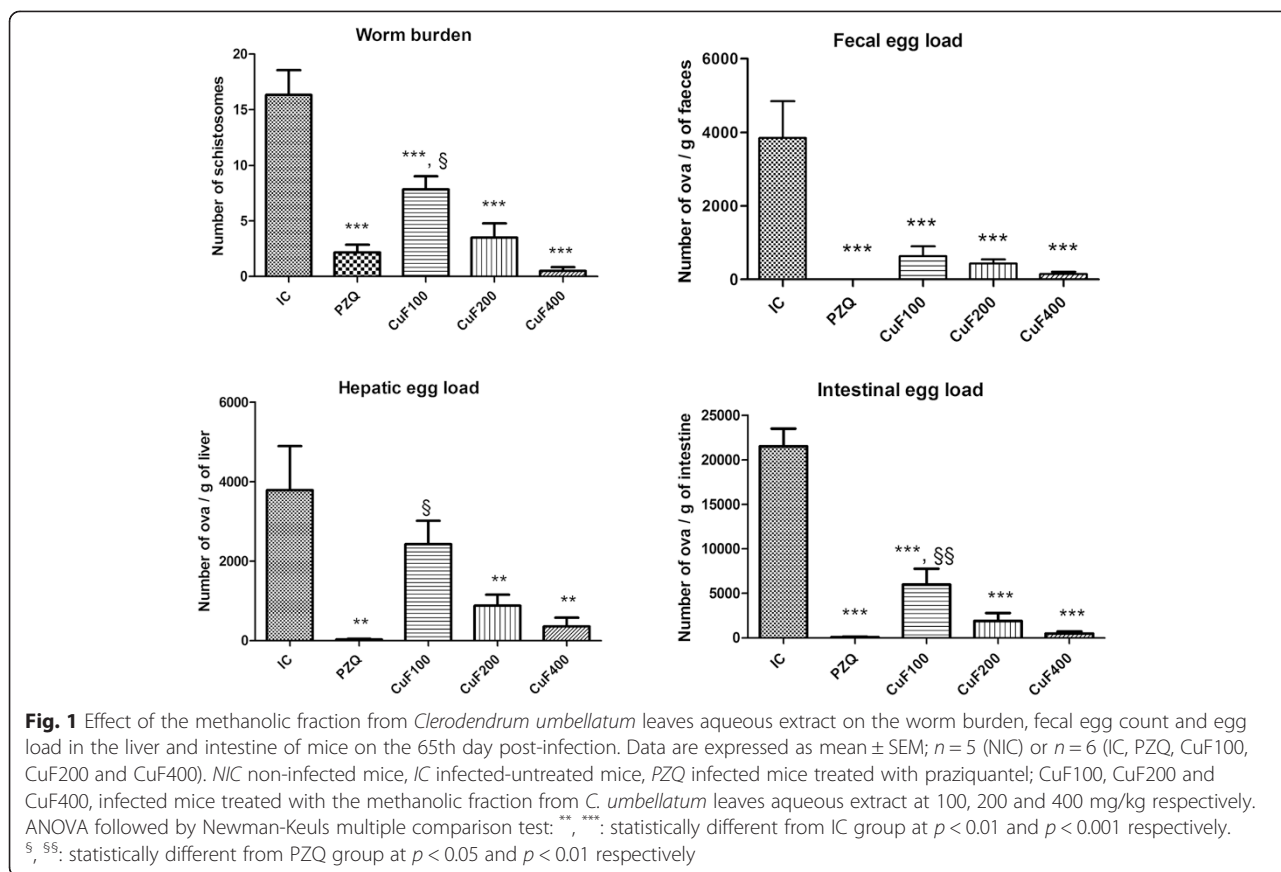 Worm burden
Number of schistosomes
20
15
10
5
0
***
***, §
***
***
IC
PZQ
CuF100
CuF200
CuF400
Fecal egg load
Number of ova / g of faeces
6000
4000
2000
0
***
***
***
***
IC
PZQ
CuF100
CuF200
CuF400
Hepatic egg load
Number of ova / g of liver
6000
4000
2000
0
**
§
**
**
IC
PZQ
CuF100
CuF200
CuF400
Intestinal egg load
Number of ova / g of intestine
25000
20000
15000
10000
5000
0
***
***, §§
***
***
IC
PZQ
CuF100
CuF200
CuF400
Fig. 1 Effect of the methanolic fraction from Clerodendrum umbellatum leaves aqueous extract on the worm burden, fecal egg count and egg
load in the liver and intestine of mice on the 65th day post-infection. Data are expressed as mean ± SEM; n = 5 (NIC) or n = 6 (IC, PZQ, CuF100,
CuF200 and CuF400). NIC non-infected mice, IC infected-untreated mice, PZQ infected mice treated with praziquantel; CuF100, CuF200 and
CuF400, infected mice treated with the methanolic fraction from C. umbellatum leaves aqueous extract at 100, 200 and 400 mg/kg respectively.
ANOVA followed by Newman-Keuls multiple comparison test: **, ***: statistically different from IC group at p < 0.01 and p < 0.001 respectively.
§, §§: statistically different from PZQ group at p < 0.05 and p < 0.01 respectively